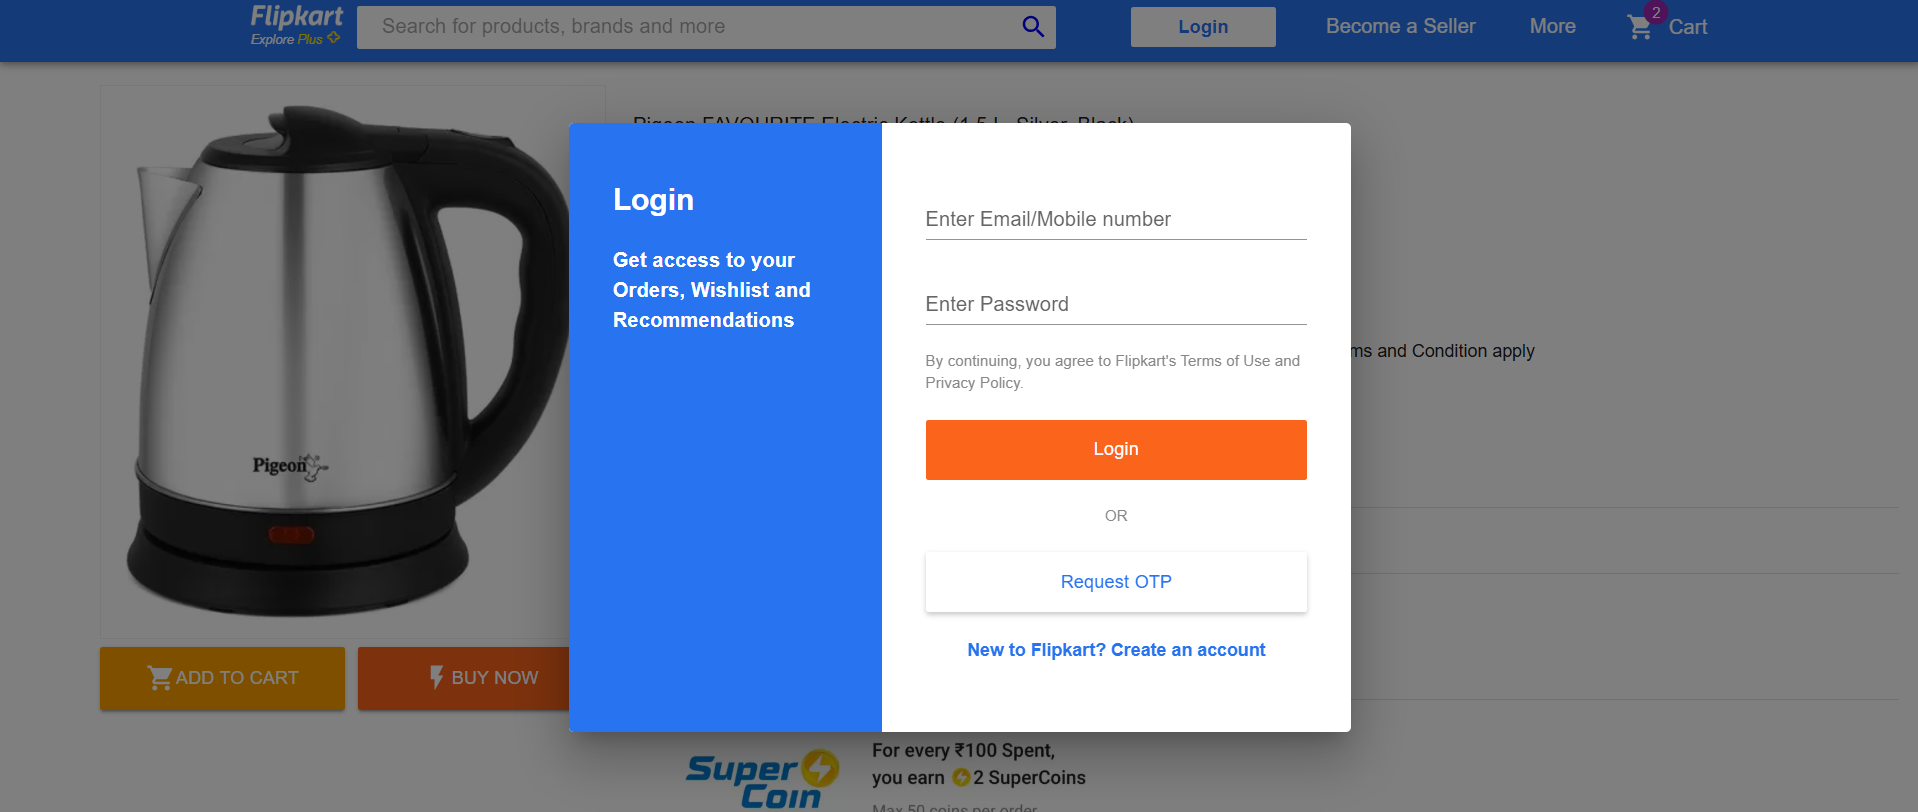 Flipkart
Explore Plus
Search for products, brands and more
Login
Become a Seller
More
2
Cart
Pigeon FAVOURITE Electric Kettle (1.5 L, Silver, Black)
Pigeon
Login
Get access to your
Orders, Wishlist and
Recommendations
Enter Email/Mobile number
Enter Password
By continuing, you agree to Flipkart's Terms of Use and
Privacy Policy.
Login
OR
Request OTP
New to Flipkart? Create an account
ms and Condition apply
ADD TO CART
BUY NOW
Super
Coin
For every ₹100 Spent,
you earn 2 SuperCoins
Max 50 coins per order